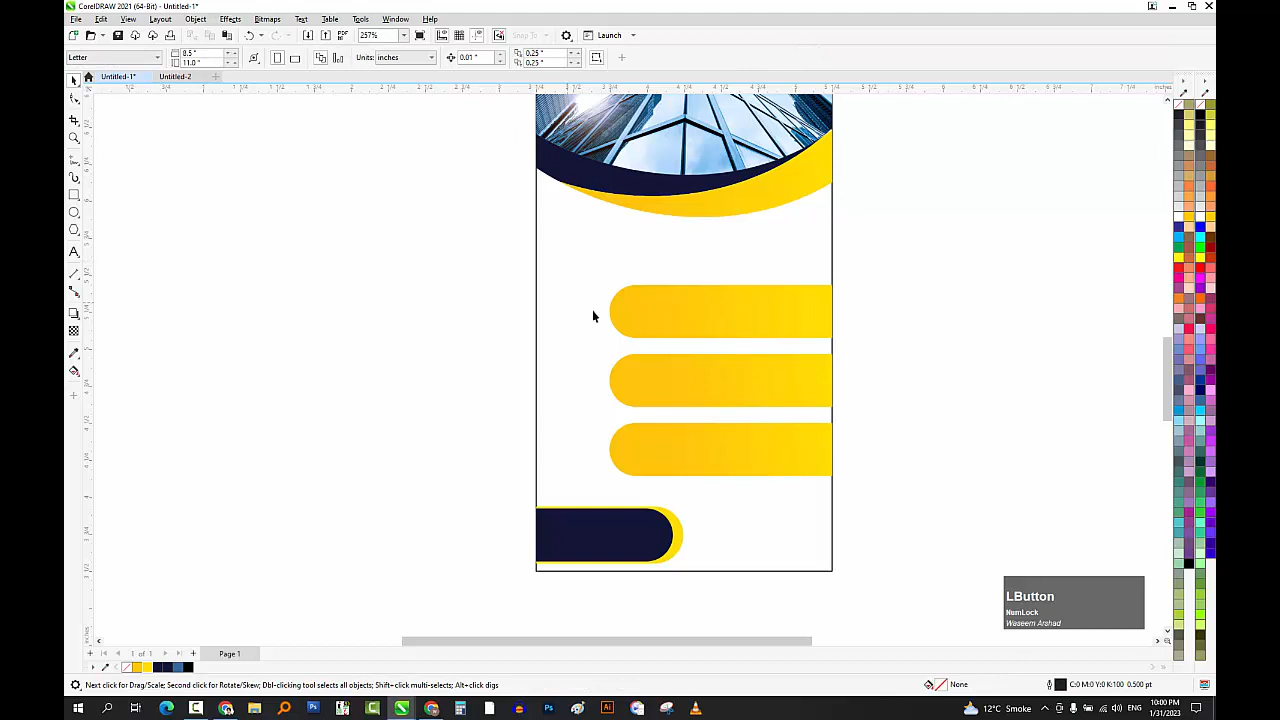 CorelDRAW 2021 (64-Bit) - Untitled-1*
File Edit View Layout Object Effects Bitmaps Text Table Tools Window Help
PDF 257% Snap To Launch
Letter 8.5 " 11.0 " Units: inches 0.01 " 0.25 " 0.25 "
Untitled-1* Untitled-2
inches
LButton
NumLock
Waseem Arshad
inches
1 of 1 Page 1
Next click for Drag/Scale; Second click for Rotate/Skew; Dbl-clicking tool selects all objects; Shift+click multi-selects; Alt+click digs
None C:0 M:0 Y:0 K:100 0.500 pt
12°C Smoke 10:00 PM
1/31/2023